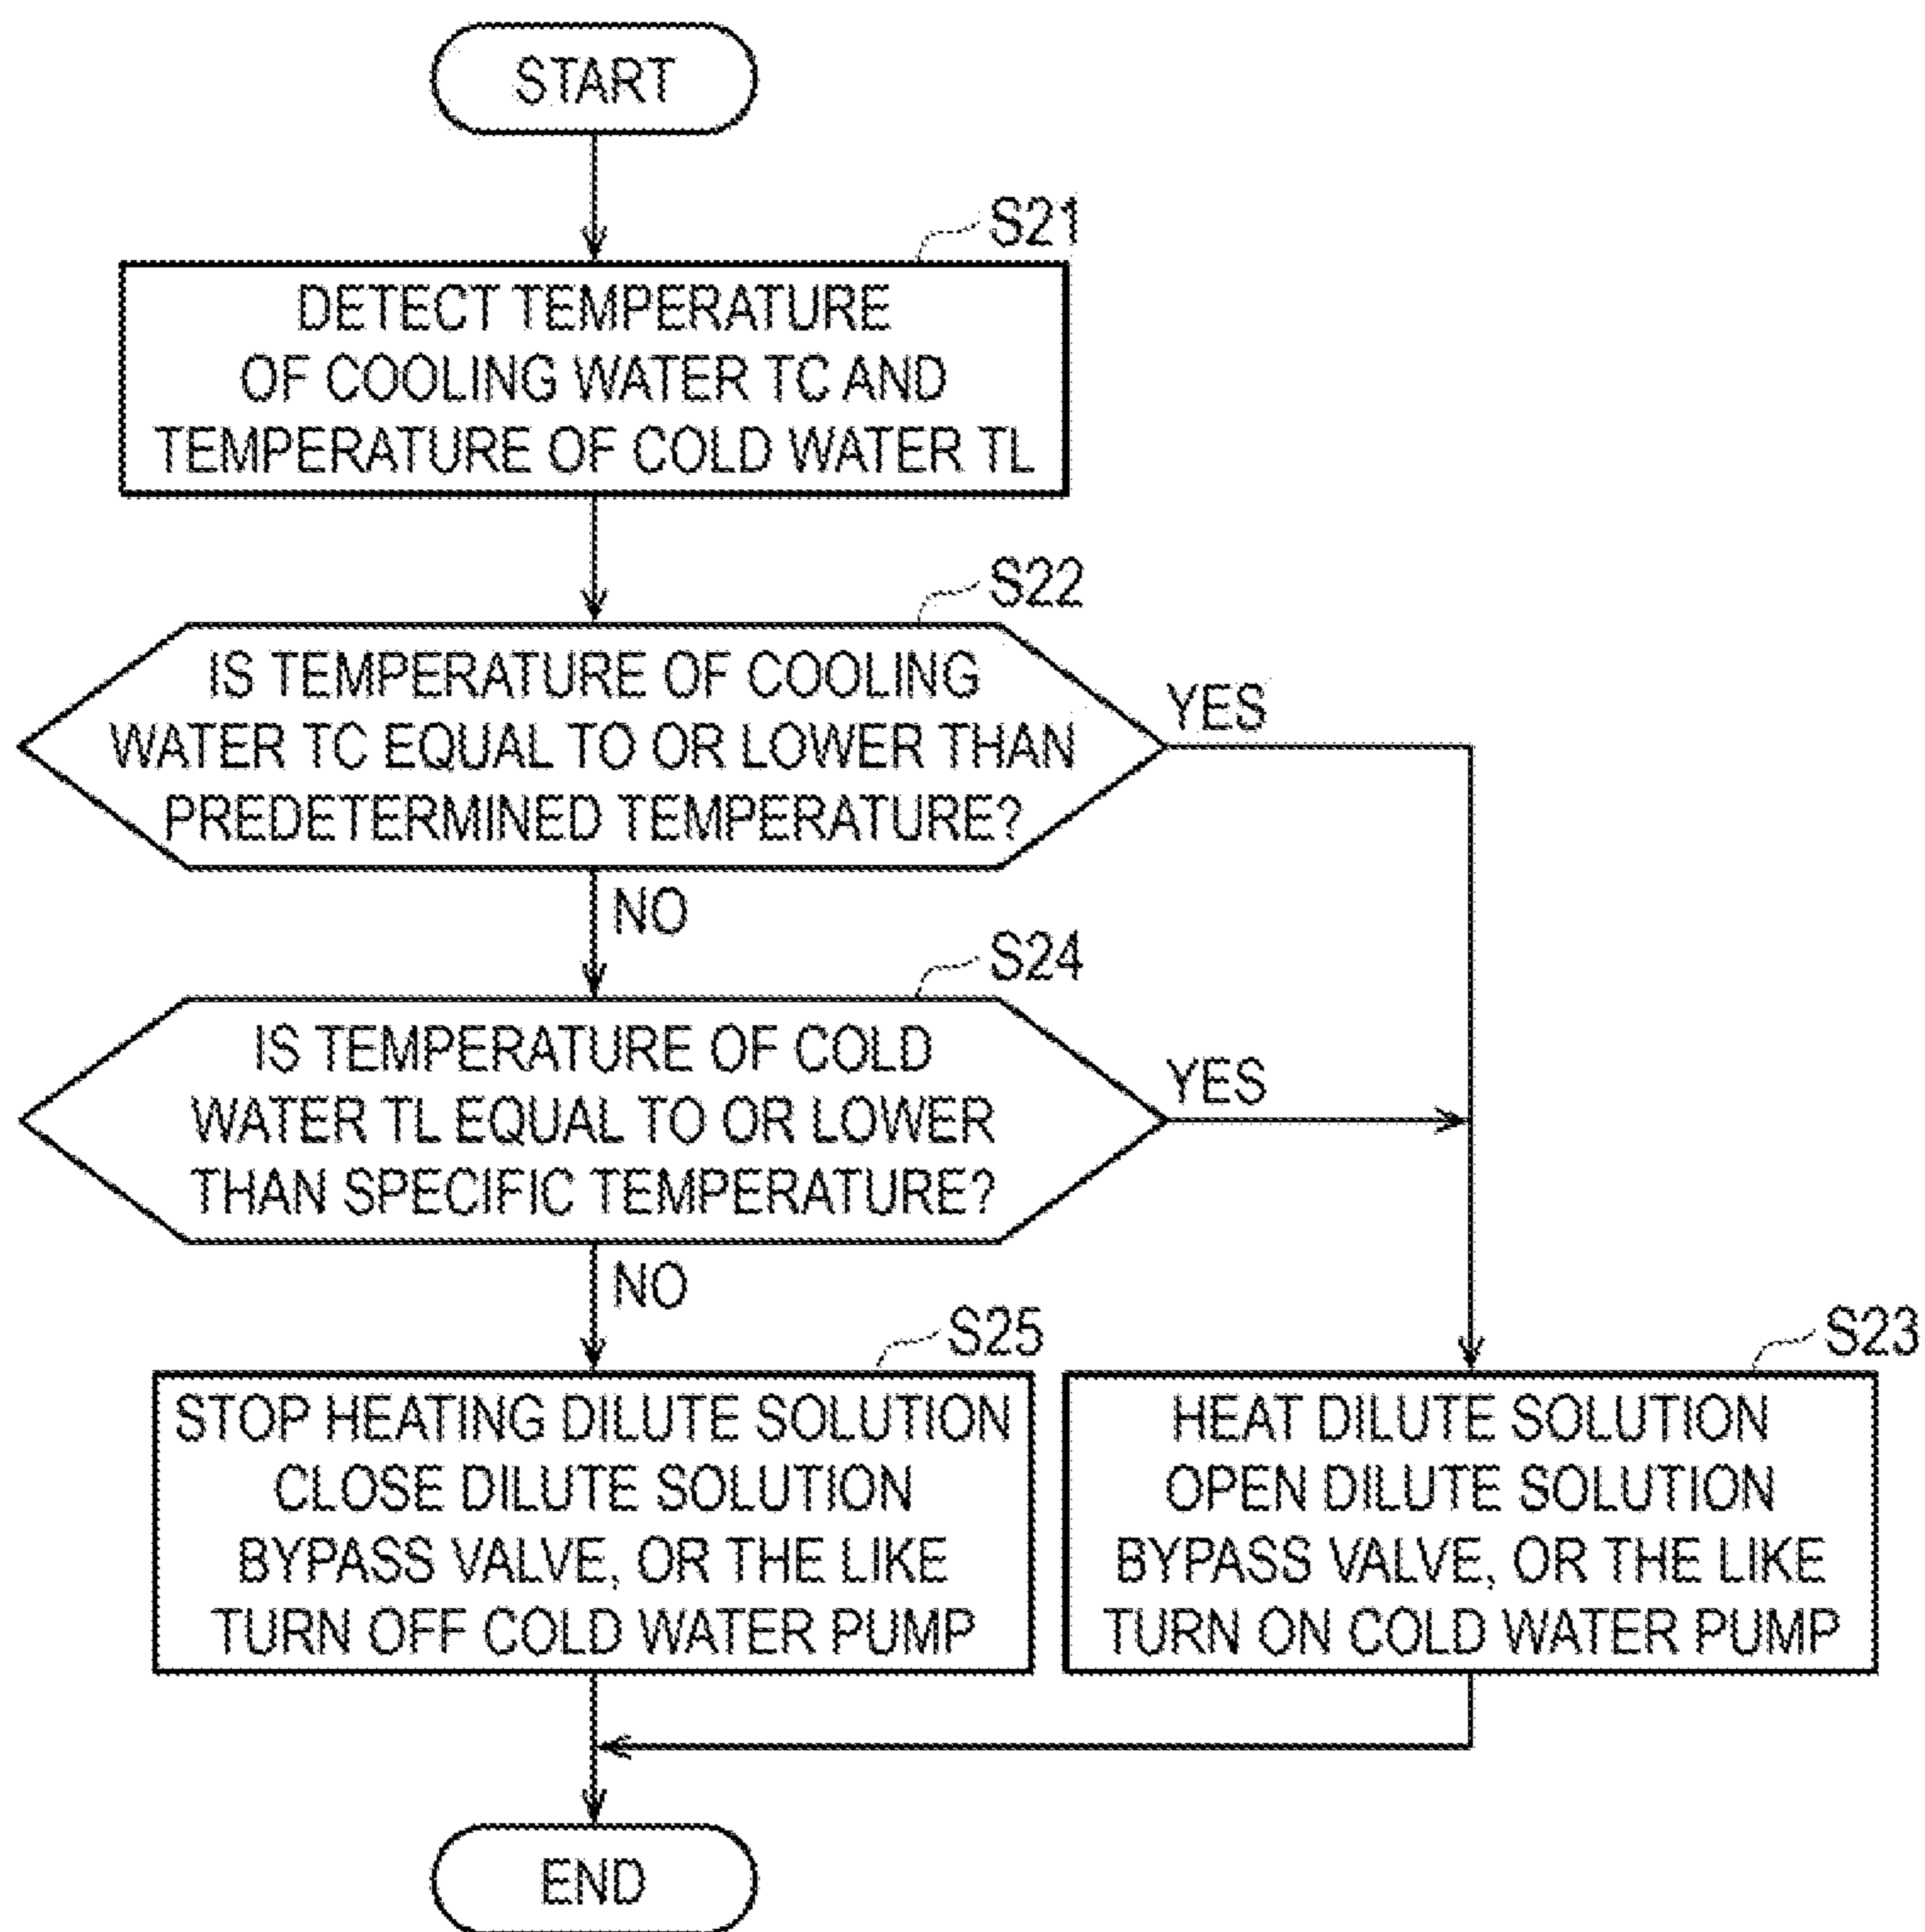 START
S21
DETECT TEMPERATURE
OF COOLING WATER TC AND
TEMPERATURE OF COLD WATER TL
S22
IS TEMPERATURE OF COOLING
WATER TC EQUAL TO OR LOWER THAN
PREDETERMINED TEMPERATURE?
YES
NO
S24
IS TEMPERATURE OF COLD
WATER TL EQUAL TO OR LOWER
THAN SPECIFIC TEMPERATURE?
YES
NO
S25
STOP HEATING DILUTE SOLUTION
CLOSE DILUTE SOLUTION
BYPASS VALVE, OR THE LIKE
TURN OFF COLD WATER PUMP
S23
HEAT DILUTE SOLUTION
OPEN DILUTE SOLUTION
BYPASS VALVE, OR THE LIKE
TURN ON COLD WATER PUMP
END